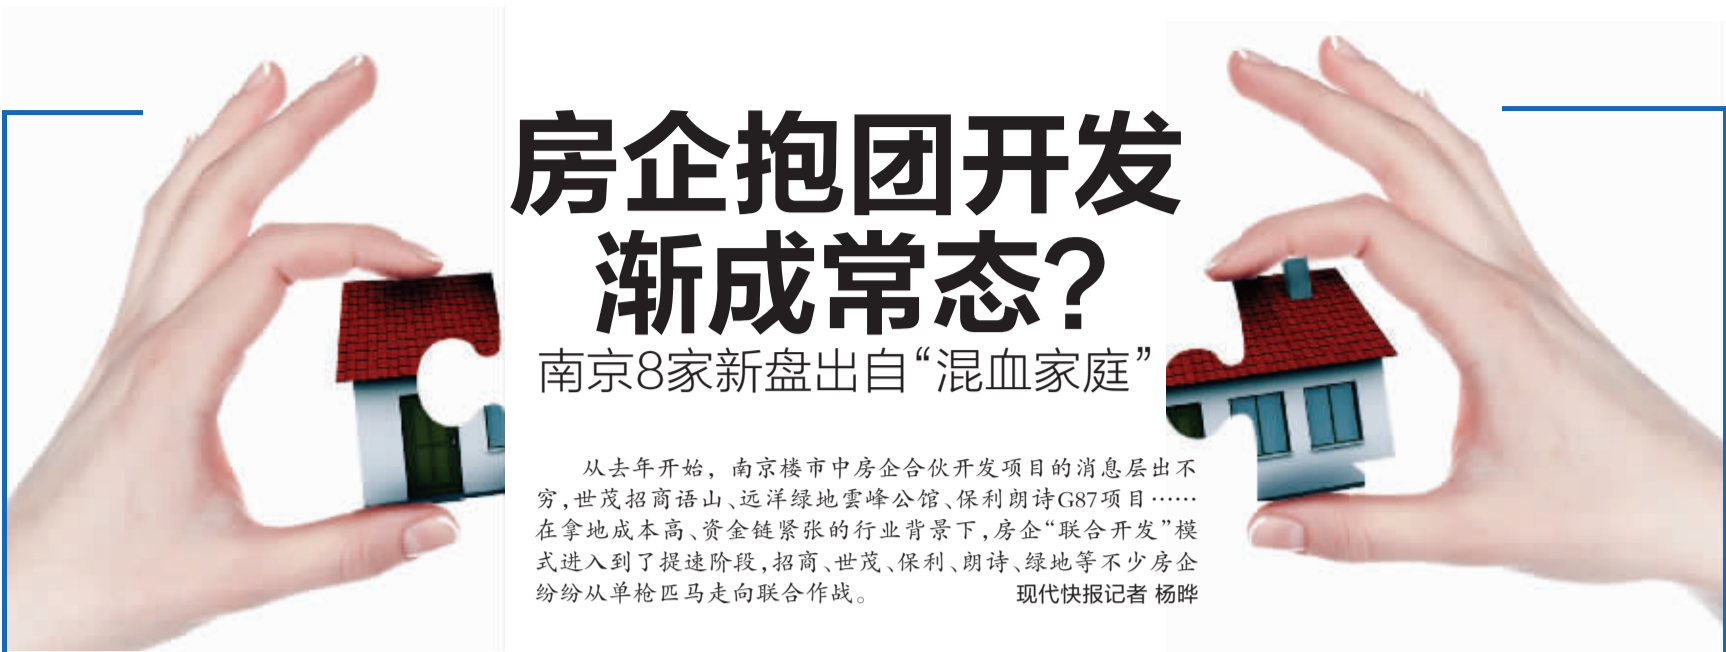 房企抱团开发
渐成常态?
南京8家新盘出自“混血家庭”
从去年开始，南京楼市中房企合伙开发项目的消息层出不
穷,世茂招商语山、远洋绿地雲峰公馆、保利朗诗G87项目……
在拿地成本高、资金链紧张的行业背景下,房企“联合开发”模
式进入到了提速阶段,招商、世茂、保利、朗诗、绿地等不少房企
纷纷从单枪匹马走向联合作战。 现代快报记者 杨晔